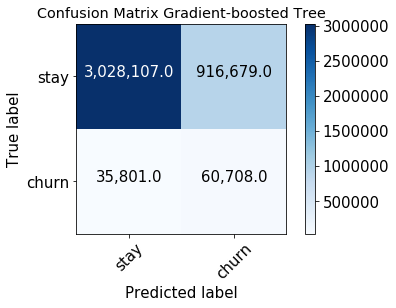 Confusion Matrix Gradient-boosted Tree
True label
stay
churn
3,028,107.0 916,679.0
35,801.0 60,708.0
stay churn
Predicted label
3000000
2500000
2000000
1500000
1000000
500000